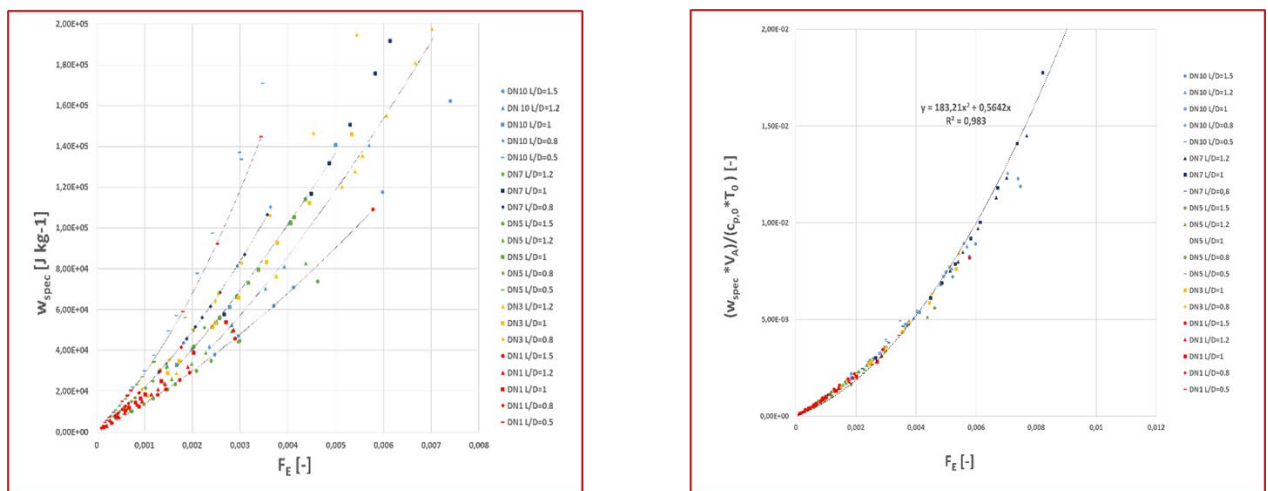 2,00E+05
1,80E+05
1,60E+05
1,40E+05
1,20E+05
1,00E+05
8,00E+04
6,00E+04
4,00E+04
2,00E+04
0,00E+00
w_spec [J kg-1]
0
0,001
0,002
0,003
0,004
0,005
0,006
0,007
0,008
F_E [-]
DN10 L/D=1.5
DN 10 L/D=1.2
DN10 L/D=1
DN10 L/D=0.8
DN10 L/D=0.5
DN7 L/D=1.2
DN7 L/D=1
DN7 L/D=0.8
DN5 L/D=1.5
DN5 L/D=1.2
DN5 L/D=1
DN5 L/D=0.8
DN5 L/D=0.5
DN3 L/D=1.2
DN3 L/D=1
DN3 L/D=0.8
DN1 L/D=1.5
DN1 L/D=1.2
DN1 L/D=1
DN1 L/D=0.8
DN1 L/D=0.5
2,00E-02
1,50E-02
1,00E-02
5,00E-03
0,00E+00
(w_spec *V_A)/(c_p,0*T_0) [-]
y = 183,21x² + 0,5642x
R² = 0,983
0
0,002
0,004
0,006
0,008
0,01
0,012
F_E [-]
DN10 L/D=1.5
DN10 L/D=1.2
DN10 L/D=1
DN10 L/D=0.8
DN10 L/D=0.5
DN7 L/D=1.2
DN7 L/D=1
DN7 L/D=0,8
DN5 L/D=1.5
DN5 L/D=1.2
DN5 L/D=1
DN5 L/D=0.8
DN5 L/D=0.5
DN3 L/D=1
DN3 L/D=0.8
DN1 L/D=1.5
DN1 L/D=1.2
DN1 L/D=1
DN1 L/D=0.8
DN1 L/D=0.5